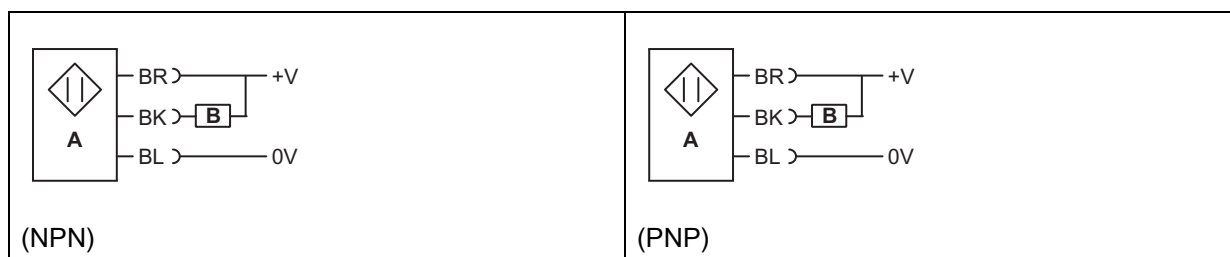 BR +V
BK B
A
BL 0V
(NPN)
BR +V
BK B
A
BL 0V
(PNP)